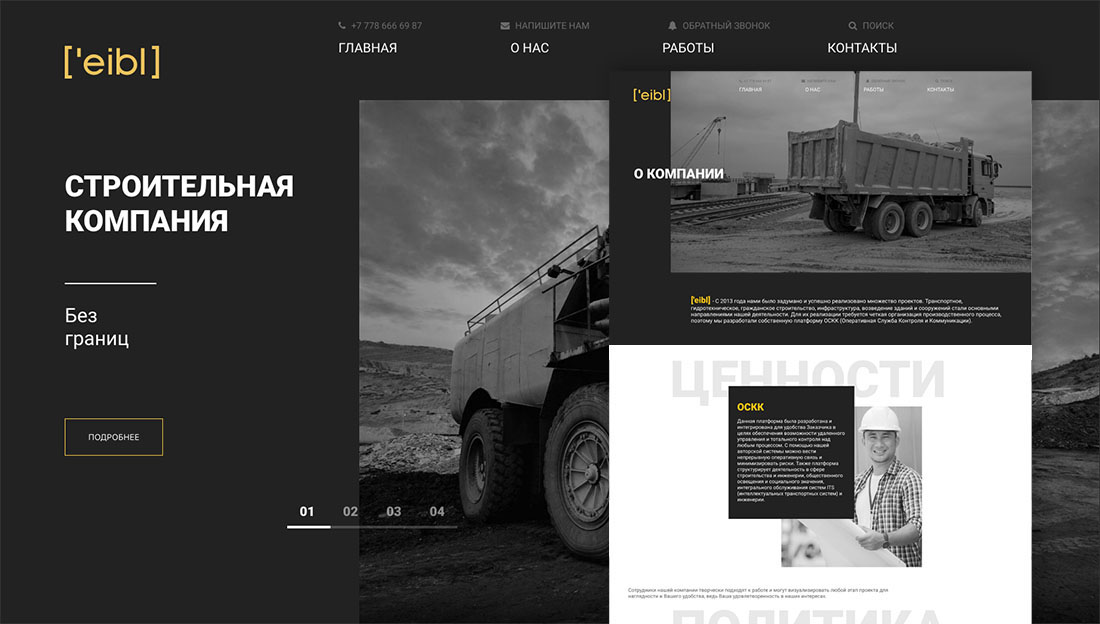 +7 778 666 69 87
НАПИШИТЕ НАМ
ОБРАТНЫЙ ЗВОНОК
ПОИСК
ГЛАВНАЯ
О НАС
РАБОТЫ
КОНТАКТЫ
['eibl]
СТРОИТЕЛЬНАЯ
КОМПАНИЯ
Без
границ
ПОДРОБНЕЕ
01
02
03
04
['eibl]
ГЛАВНАЯ
О НАС
РАБОТЫ
КОНТАКТЫ
О КОМПАНИИ
['eibl] - С 2013 года нами было задумано и успешно реализовано множество проектов. Транспортное,
гидротехническое, гражданское строительство, инфраструктура, возведение зданий и сооружений стали основными
направлениями нашей деятельности. Для их реализации требуется четкая организация производственного процесса,
поэтому мы разработали собственную платформу ОСКК (Оперативная Служба Контроля и Коммуникации).
ЦЕННОСТИ
ОСКК
Данная платформа была разработана и
интегрирована для удобства Заказчика в
целях обеспечения возможности удаленного
управления и тотального контроля над
любым процессом. С помощью нашей
авторской системы можно вести
непрерывную оперативную связь и
минимизировать риски. Также платформа
структурирует деятельность в сфере
строительства и инженерии, общественного
освещения и социального значения,
интегрального обслуживания систем ITS
(интеллектуальных транспортных систем) и
инженерии.
Сотрудники нашей компании творчески подходят к работе и могут визуализировать любой этап проекта для
наглядности и Вашего удобства, ведь Ваша удовлетворенность в наших интересах
ПОЛИТИКА